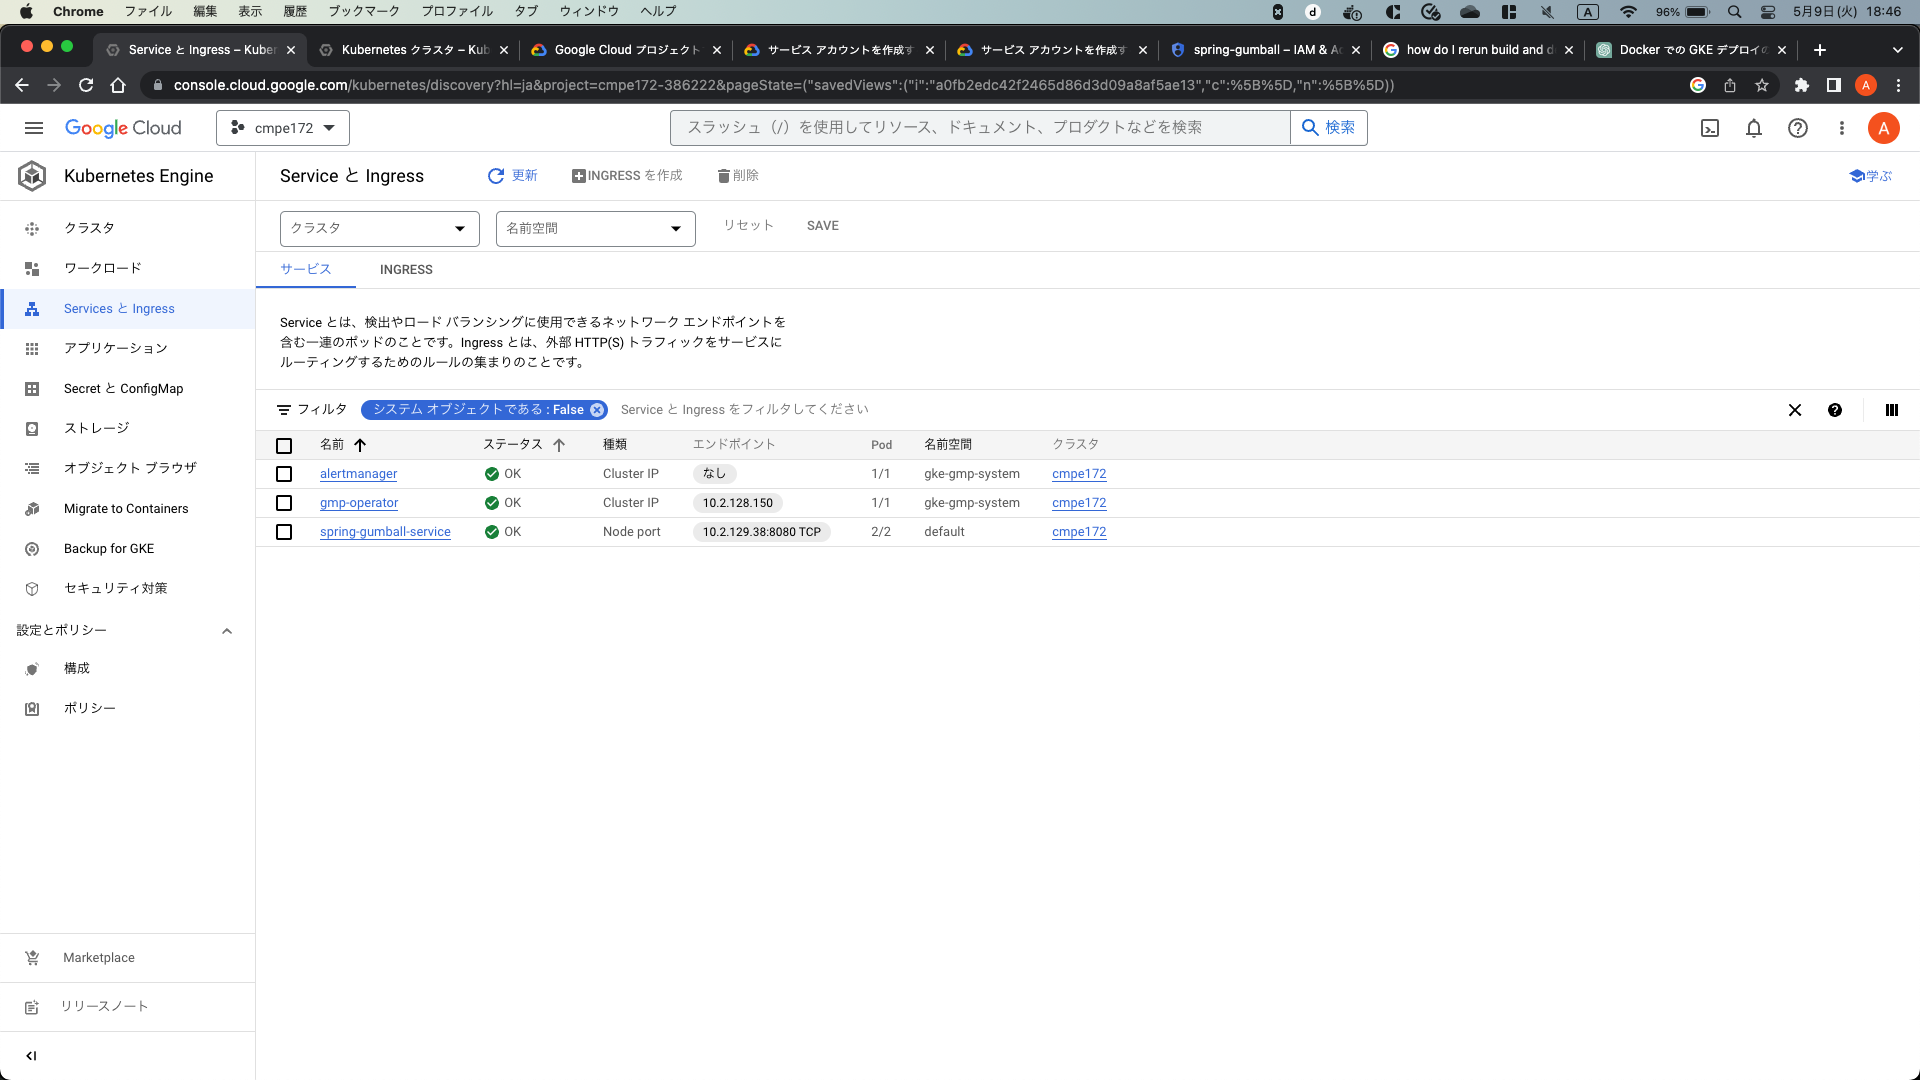 Chrome ファイル 編集 表示 履歴 ブックマーク プロファイル タブ ウィンドウ ヘルプ A 96% 5月9日(火) 18:46
Service と Ingress – Kuber Kubernetes クラスタ – Kub Google Cloud プロジェクト サービス アカウントを作成す サービス アカウントを作成す spring-gumball – IAM & Ad how do I rerun build and d Docker での GKE デプロイの
console.cloud.google.com/kubernetes/discovery?hl=ja&project=cmpe172-386222&pageState=("savedViews":("i":"a0fb2edc42f2465d86d3d09a8af5ae13","c":%5B%5D,"n":%5B%5D)) A
Google Cloud cmpe172 スラッシュ（/）を使用してリソース、ドキュメント、プロダクトなどを検索 検索 A
Kubernetes Engine
Service と Ingress 更新 INGRESS を作成 削除 学ぶ
クラスタ
ワークロード
Services と Ingress
アプリケーション
Secret と ConfigMap
ストレージ
オブジェクト ブラウザ
Migrate to Containers
Backup for GKE
セキュリティ対策
設定とポリシー
構成
ポリシー
Marketplace
リリースノート
クラスタ 名前空間 リセット SAVE
サービス INGRESS
Service とは、検出やロード バランシングに使用できるネットワーク エンドポイントを
含む一連のポッドのことです。Ingress とは、外部 HTTP(S) トラフィックをサービスに
ルーティングするためのルールの集まりのことです。
フィルタ システム オブジェクトである : False Service と Ingress をフィルタしてください
名前 ステータス 種類 エンドポイント Pod 名前空間 クラスタ
alertmanager OK Cluster IP なし 1/1 gke-gmp-system cmpe172
gmp-operator OK Cluster IP 10.2.128.150 1/1 gke-gmp-system cmpe172
spring-gumball-service OK Node port 10.2.129.38:8080 TCP 2/2 default cmpe172